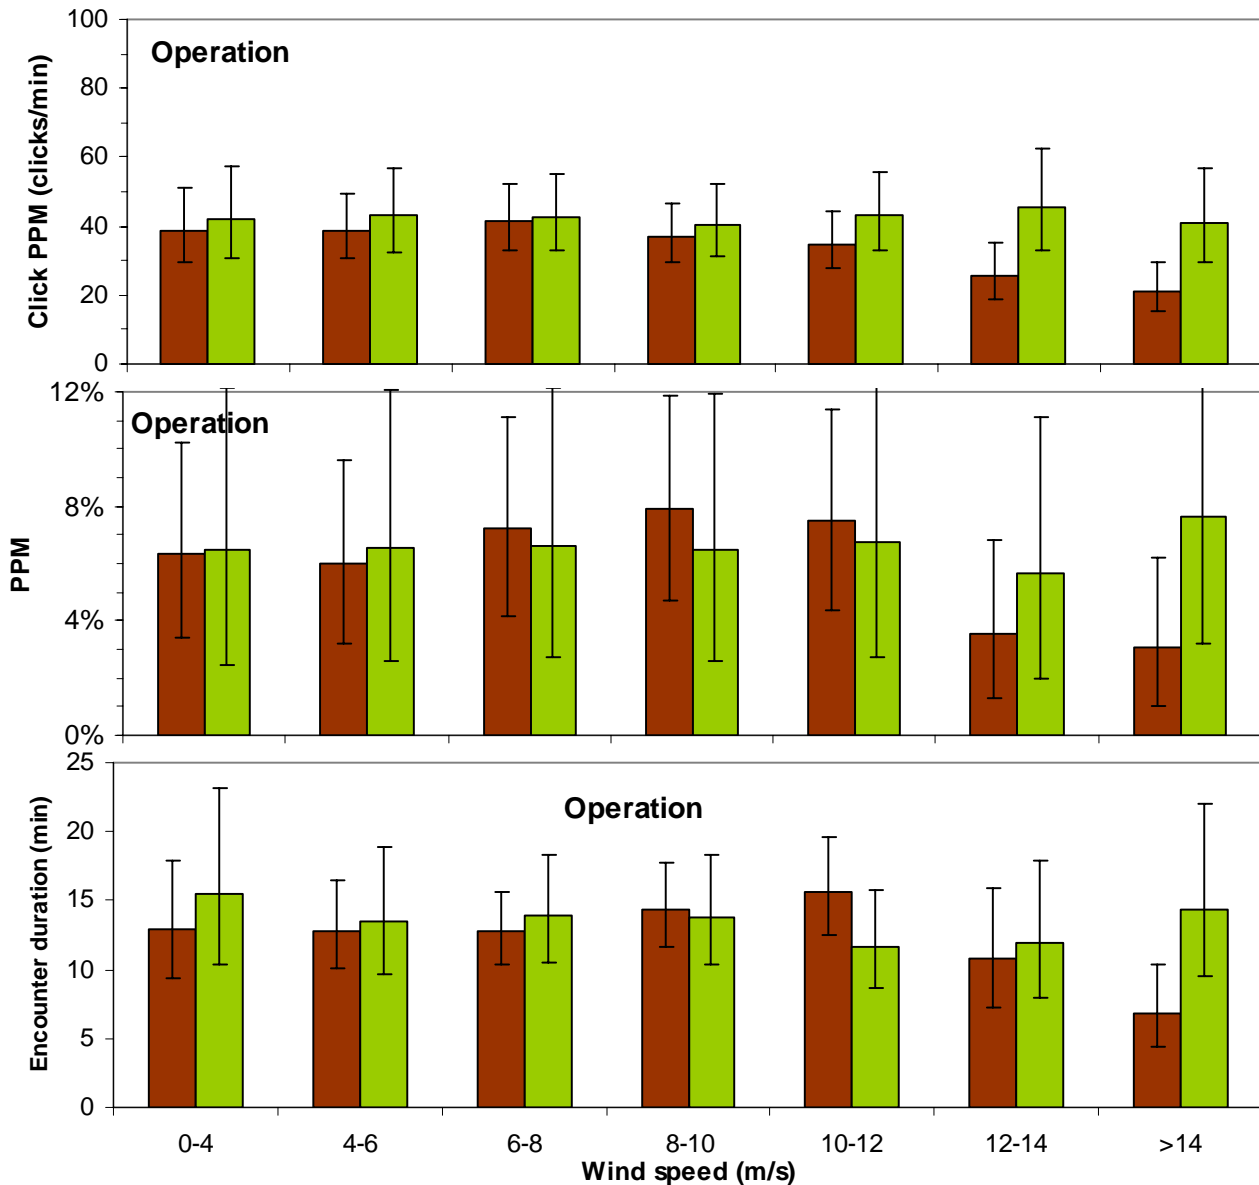 Click PPM (clicks/min)
100
80
60
40
20
0
Operation
PPM
12%
8%
4%
0%
Operation
Encounter duration (min)
25
20
15
10
5
0
Operation
0-4 4-6 6-8 8-10 10-12 12-14 >14
Wind speed (m/s)